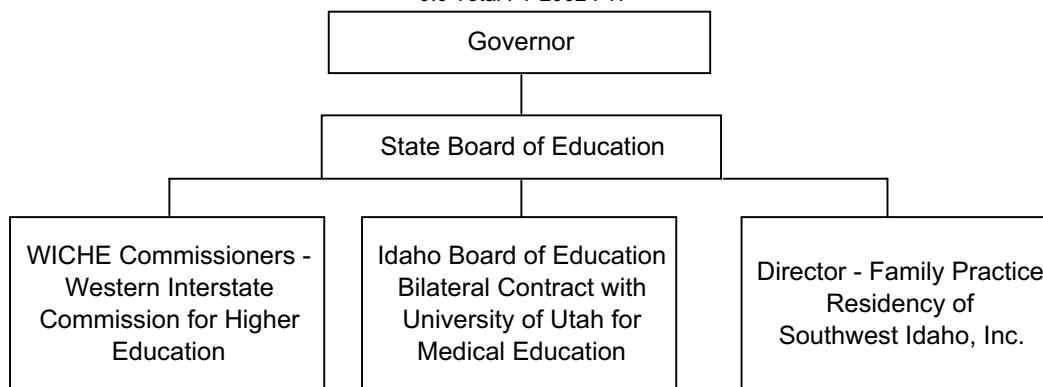 Governor
State Board of Education
WICHE Commissioners -
Western Interstate
Commission for Higher
Education
Idaho Board of Education
Bilateral Contract with
University of Utah for
Medical Education
Director - Family Practice
Residency of
Southwest Idaho, Inc.